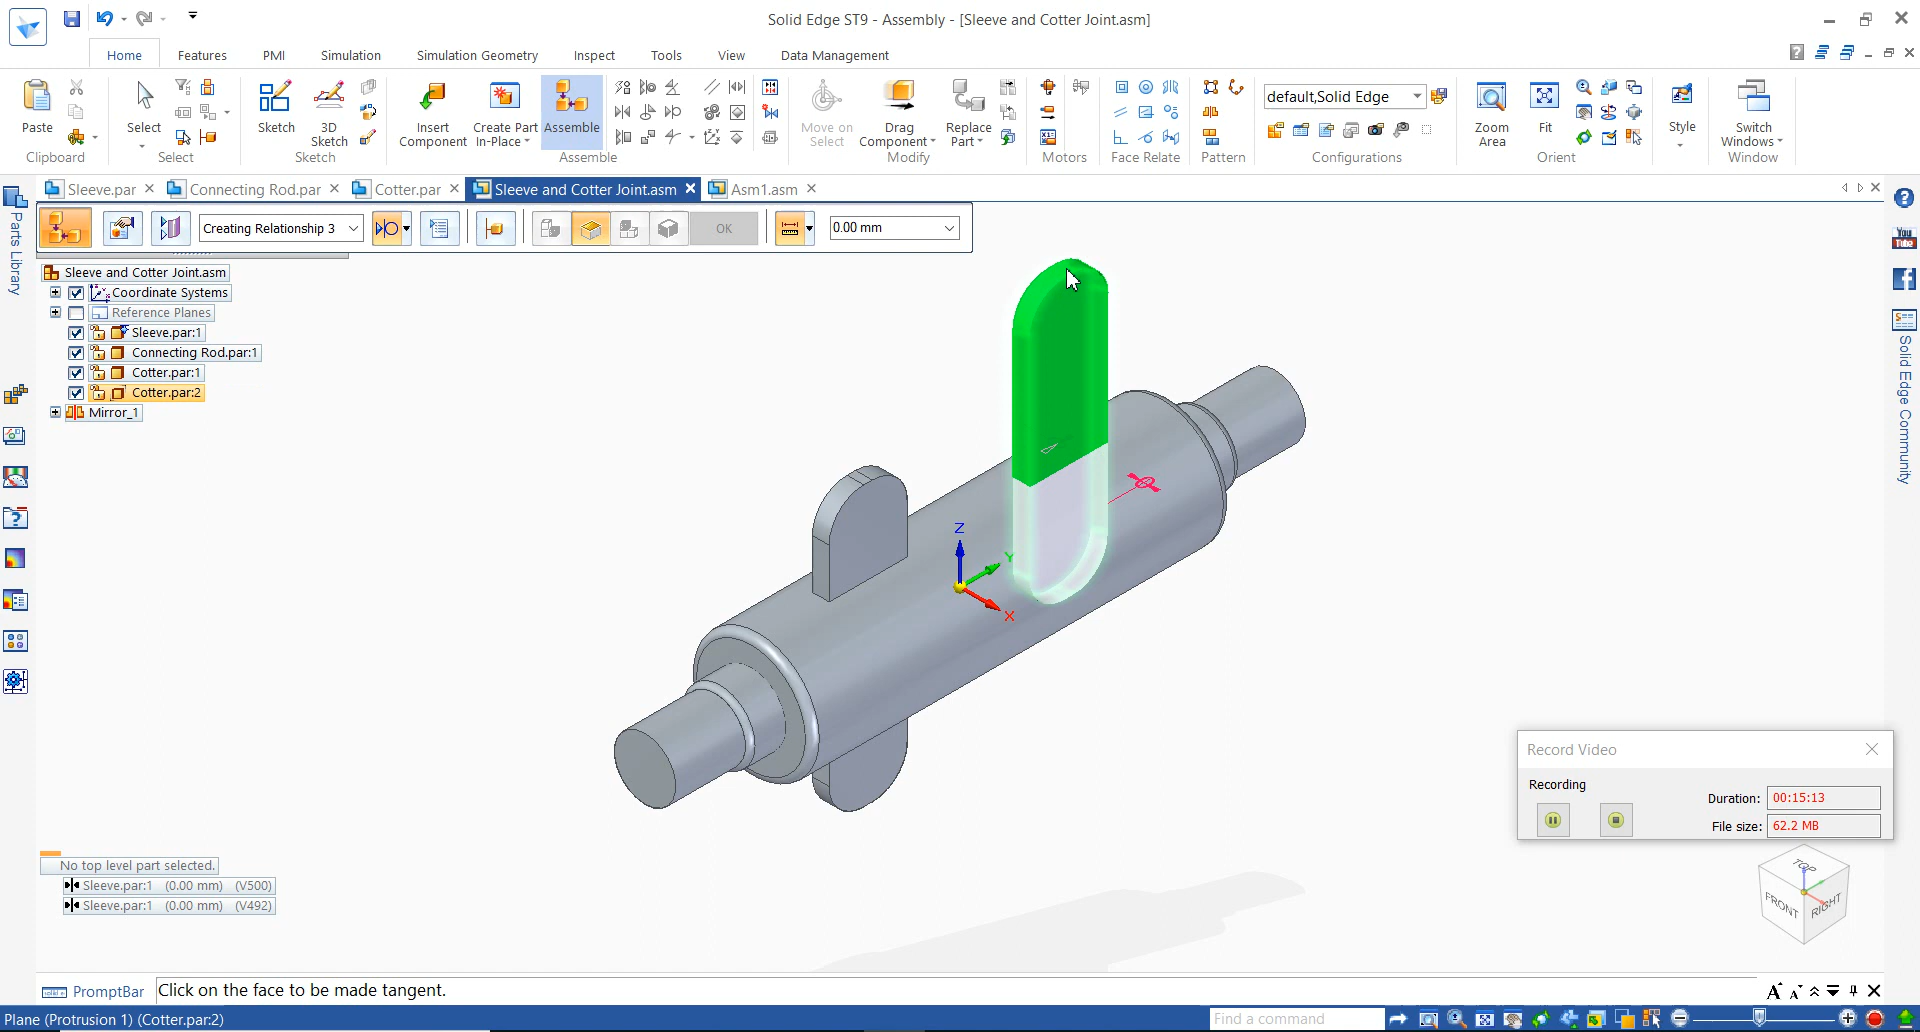 Solid Edge ST9 - Assembly - [Sleeve and Cotter Joint.asm]
Home Features PMI Simulation Simulation Geometry Inspect Tools View Data Management
Paste Select Sketch 3D Sketch Insert Component Create Part In-Place Assemble Move on Select Drag Component Replace Part default,Solid Edge Zoom Area Fit Style Switch Windows
Clipboard Select Sketch Assemble Modify Motors Face Relate Pattern Configurations Orient Window
Sleeve.par Connecting Rod.par Cotter.par Sleeve and Cotter Joint.asm Asm1.asm
Creating Relationship 3 OK 0.00 mm
Parts Library
Sleeve and Cotter Joint.asm
Coordinate Systems
Reference Planes
Sleeve.par:1
Connecting Rod.par:1
Cotter.par:1
Cotter.par:2
Mirror_1
Z
Y
X
You Tube
Solid Edge Community
Record Video
Recording
Duration: 00:15:13
File size: 62.2 MB
TOP
FRONT RIGHT
No top level part selected.
Sleeve.par:1 (0.00 mm) (V500)
Sleeve.par:1 (0.00 mm) (V492)
PromptBar Click on the face to be made tangent.
Plane (Protrusion 1) (Cotter.par:2) Find a command